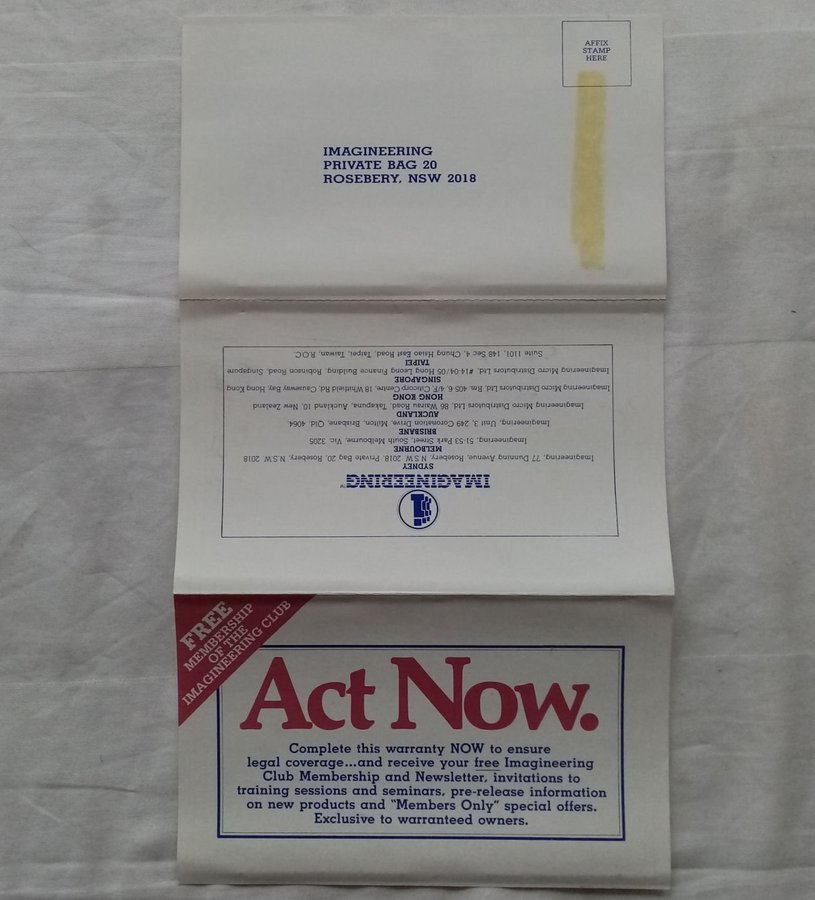 AFFIX
STAMP
HERE
IMAGINEERING
PRIVATE BAG 20
ROSEBERY, NSW 2018
IMAGINEERING™
SYDNEY
Imagineering, 77 Dunning Avenue, Rosebery, N.S.W. 2018. Private Bag 20, Rosebery, N.S.W. 2018
MELBOURNE
Imagineering, 51-53 Park Street, South Melbourne, Vic. 3205
BRISBANE
Imagineering, Unit 3, 249 Coronation Drive, Milton, Brisbane, Qld. 4064
AUCKLAND
Imagineering Micro Distributors Ltd. 86 Wairau Road, Takapuna, Auckland, 10, New Zealand
HONG KONG
Imagineering Micro Distributors Ltd. Rm. 405-6, 4/F. Citicorp Centre, 18 Whitfield Rd, Causeway Bay, Hong Kong
SINGAPORE
Imagineering Micro Distributors Ltd, #14-04/05 Hong Leong Finance Building, Robinson Road, Singapore
TAIPEI
Suite 1101, 148 Sec. 4, Chung Hsiao East Road, Taipei, Taiwan, R.O.C.
FREE
MEMBERSHIP
OF THE
IMAGINEERING CLUB
Act Now.
Complete this warranty NOW to ensure
legal coverage...and receive your free Imagineering
Club Membership and Newsletter, invitations to
training sessions and seminars, pre-release information
on new products and "Members Only" special offers.
Exclusive to warranteed owners.